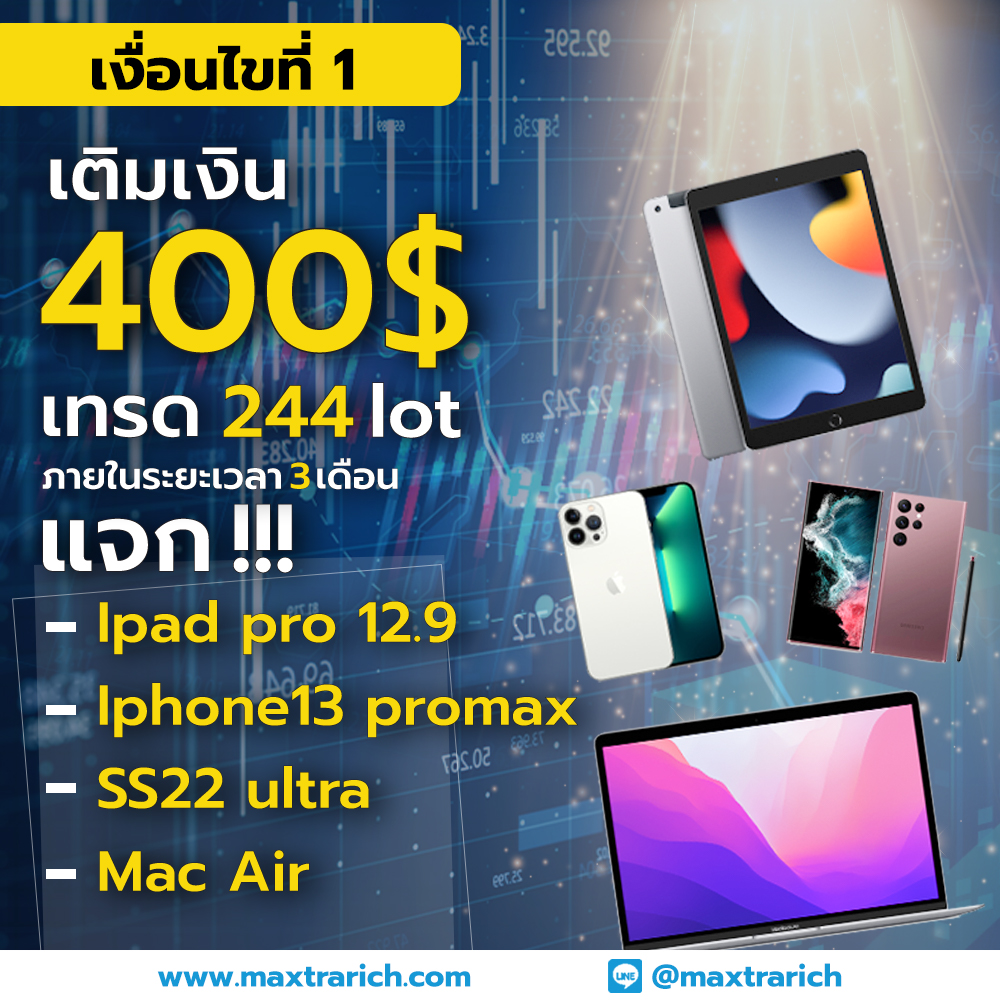 เงื่อนไขที่ 1
เติมเงิน
400$
เทรด 244 lot
ภายในระยะเวลา 3 เดือน
แจก !!!
- Ipad pro 12.9
- Iphone13 promax
- SS22 ultra
- Mac Air
www.maxtrarich.com
LINE @maxtrarich